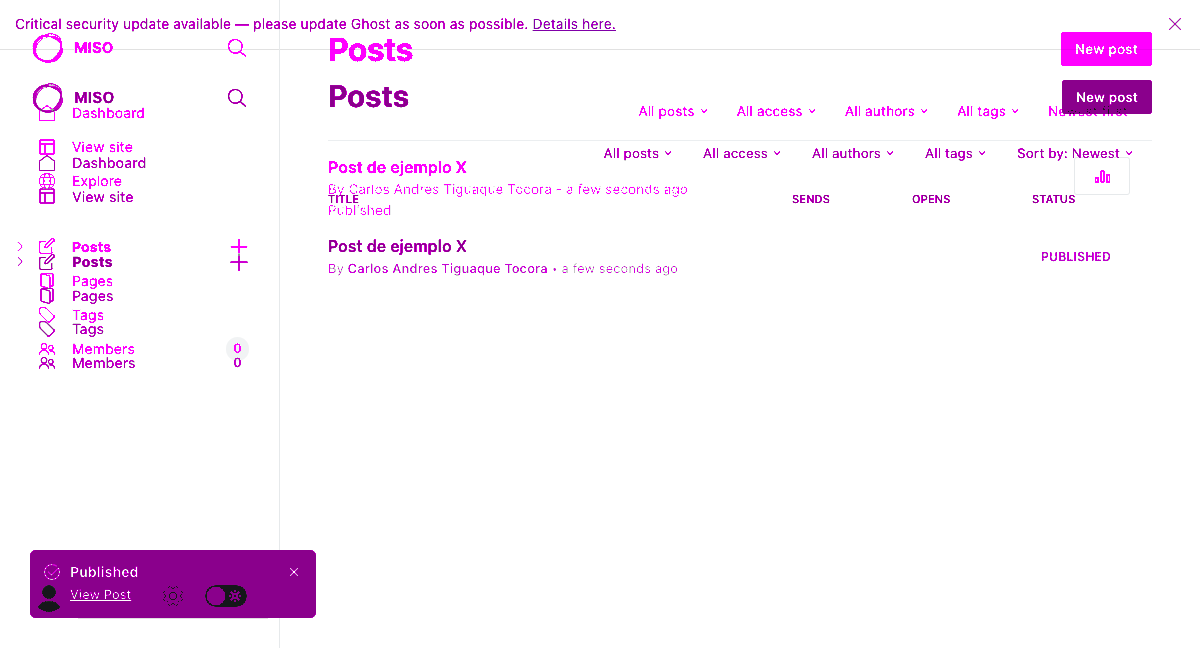 Critical security update available — please update Ghost as soon as possible. Details here.
MISO
MISO
Dashboard
View site
Dashboard
Explore
View site
Posts
Posts
Pages
Pages
Tags
Tags
Members 0
Members 0
Posts
New post
Posts
New post
All posts All access All authors All tags Newest first
All posts All access All authors All tags Sort by: Newest
Post de ejemplo X
By Carlos Andres Tiguaque Tocora - a few seconds ago
TITLE SENDS OPENS STATUS
Published
Post de ejemplo X
By Carlos Andres Tiguaque Tocora • a few seconds ago
PUBLISHED
Published
View Post